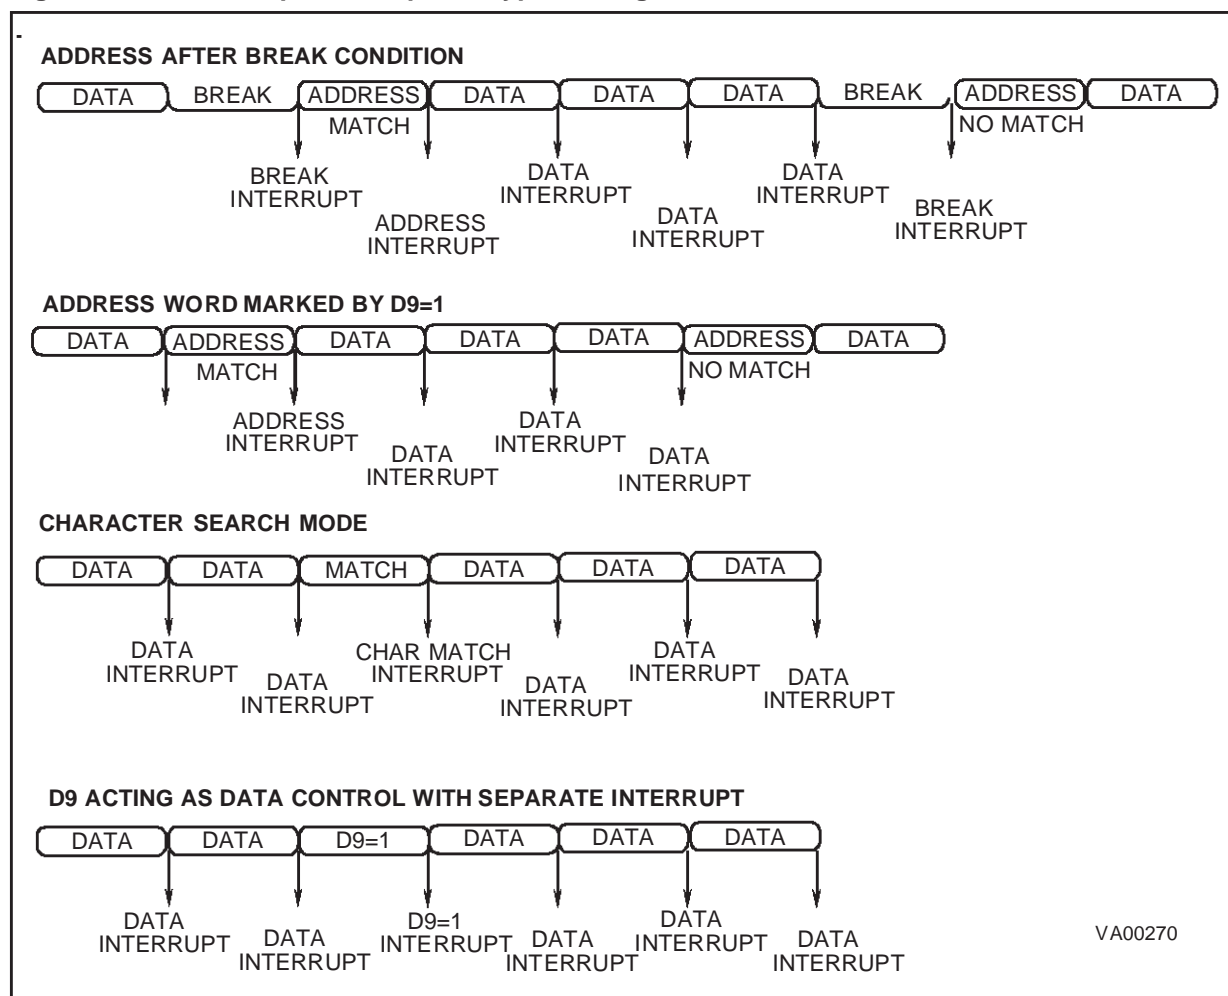 ADDRESS AFTER BREAK CONDITION
DATA BREAK ADDRESS DATA DATA DATA BREAK ADDRESS DATA
MATCH NO MATCH
BREAK
INTERRUPT
ADDRESS
INTERRUPT
DATA
INTERRUPT
DATA
INTERRUPT
DATA
INTERRUPT
BREAK
INTERRUPT
ADDRESS WORD MARKED BY D9=1
DATA ADDRESS DATA DATA DATA ADDRESS DATA
MATCH NO MATCH
ADDRESS
INTERRUPT
DATA
INTERRUPT
DATA
INTERRUPT
DATA
INTERRUPT
CHARACTER SEARCH MODE
DATA DATA MATCH DATA DATA DATA
DATA
INTERRUPT
DATA
INTERRUPT
CHAR MATCH
INTERRUPT
DATA
INTERRUPT
DATA
INTERRUPT
DATA
INTERRUPT
D9 ACTING AS DATA CONTROL WITH SEPARATE INTERRUPT
DATA DATA D9=1 DATA DATA DATA
DATA
INTERRUPT
DATA
INTERRUPT
D9=1
INTERRUPT
DATA
INTERRUPT
DATA
INTERRUPT
DATA
INTERRUPT
VA00270